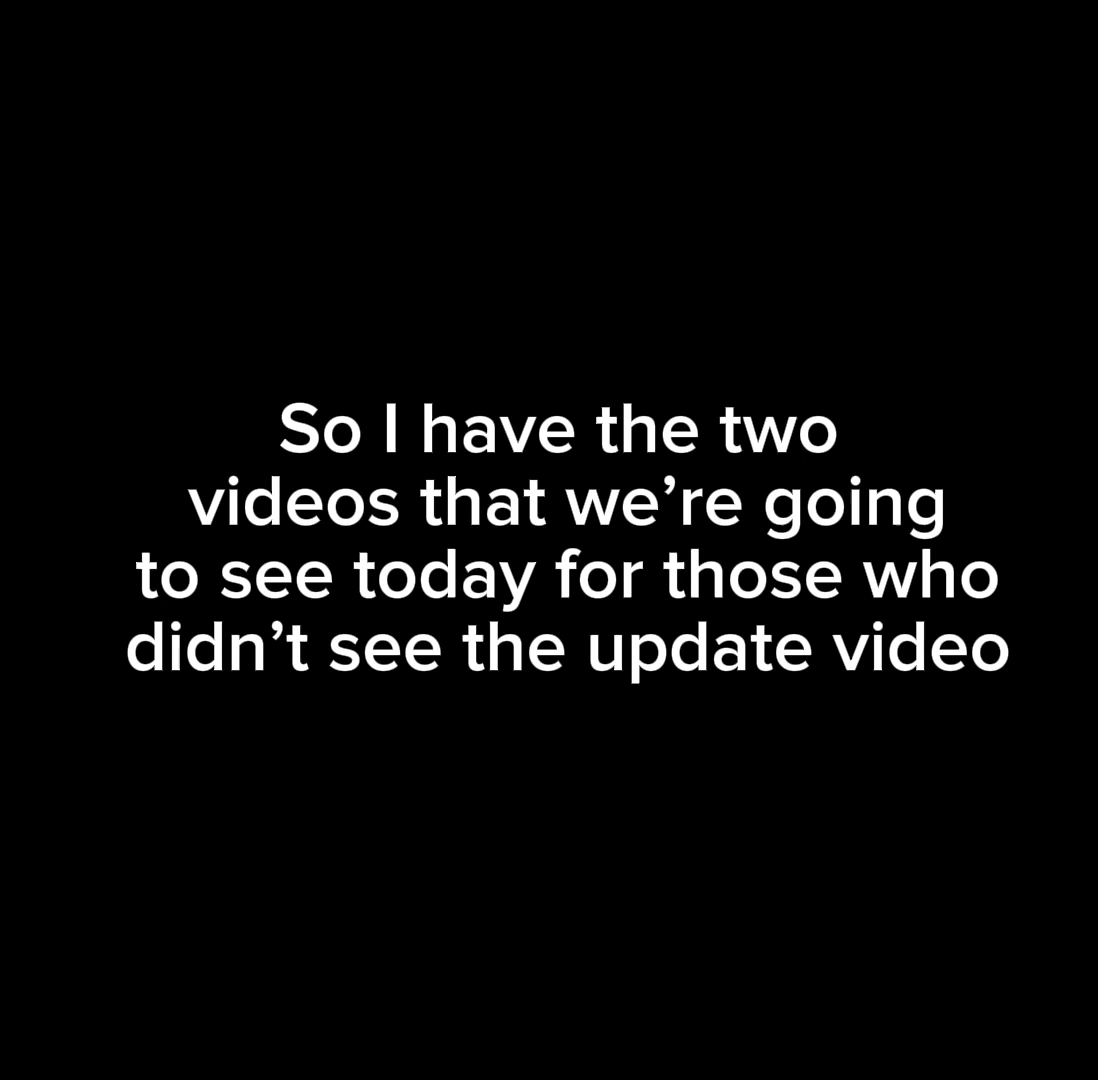 So I have the two
videos that we’re going
to see today for those who
didn’t see the update video